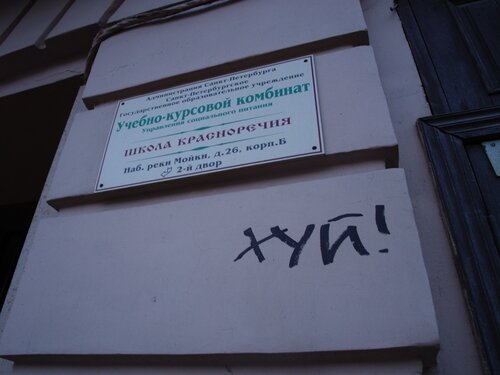 Администрация Санкт-Петербурга
Санкт-Петербургское
Государственное образовательное учреждение
Учебно-курсовой комбинат
Управления социального питания
ШКОЛА КРАСНОРЕЧИЯ
Наб. реки Мойки, д.26, корп.Б
2-й двор
ХУЙ!